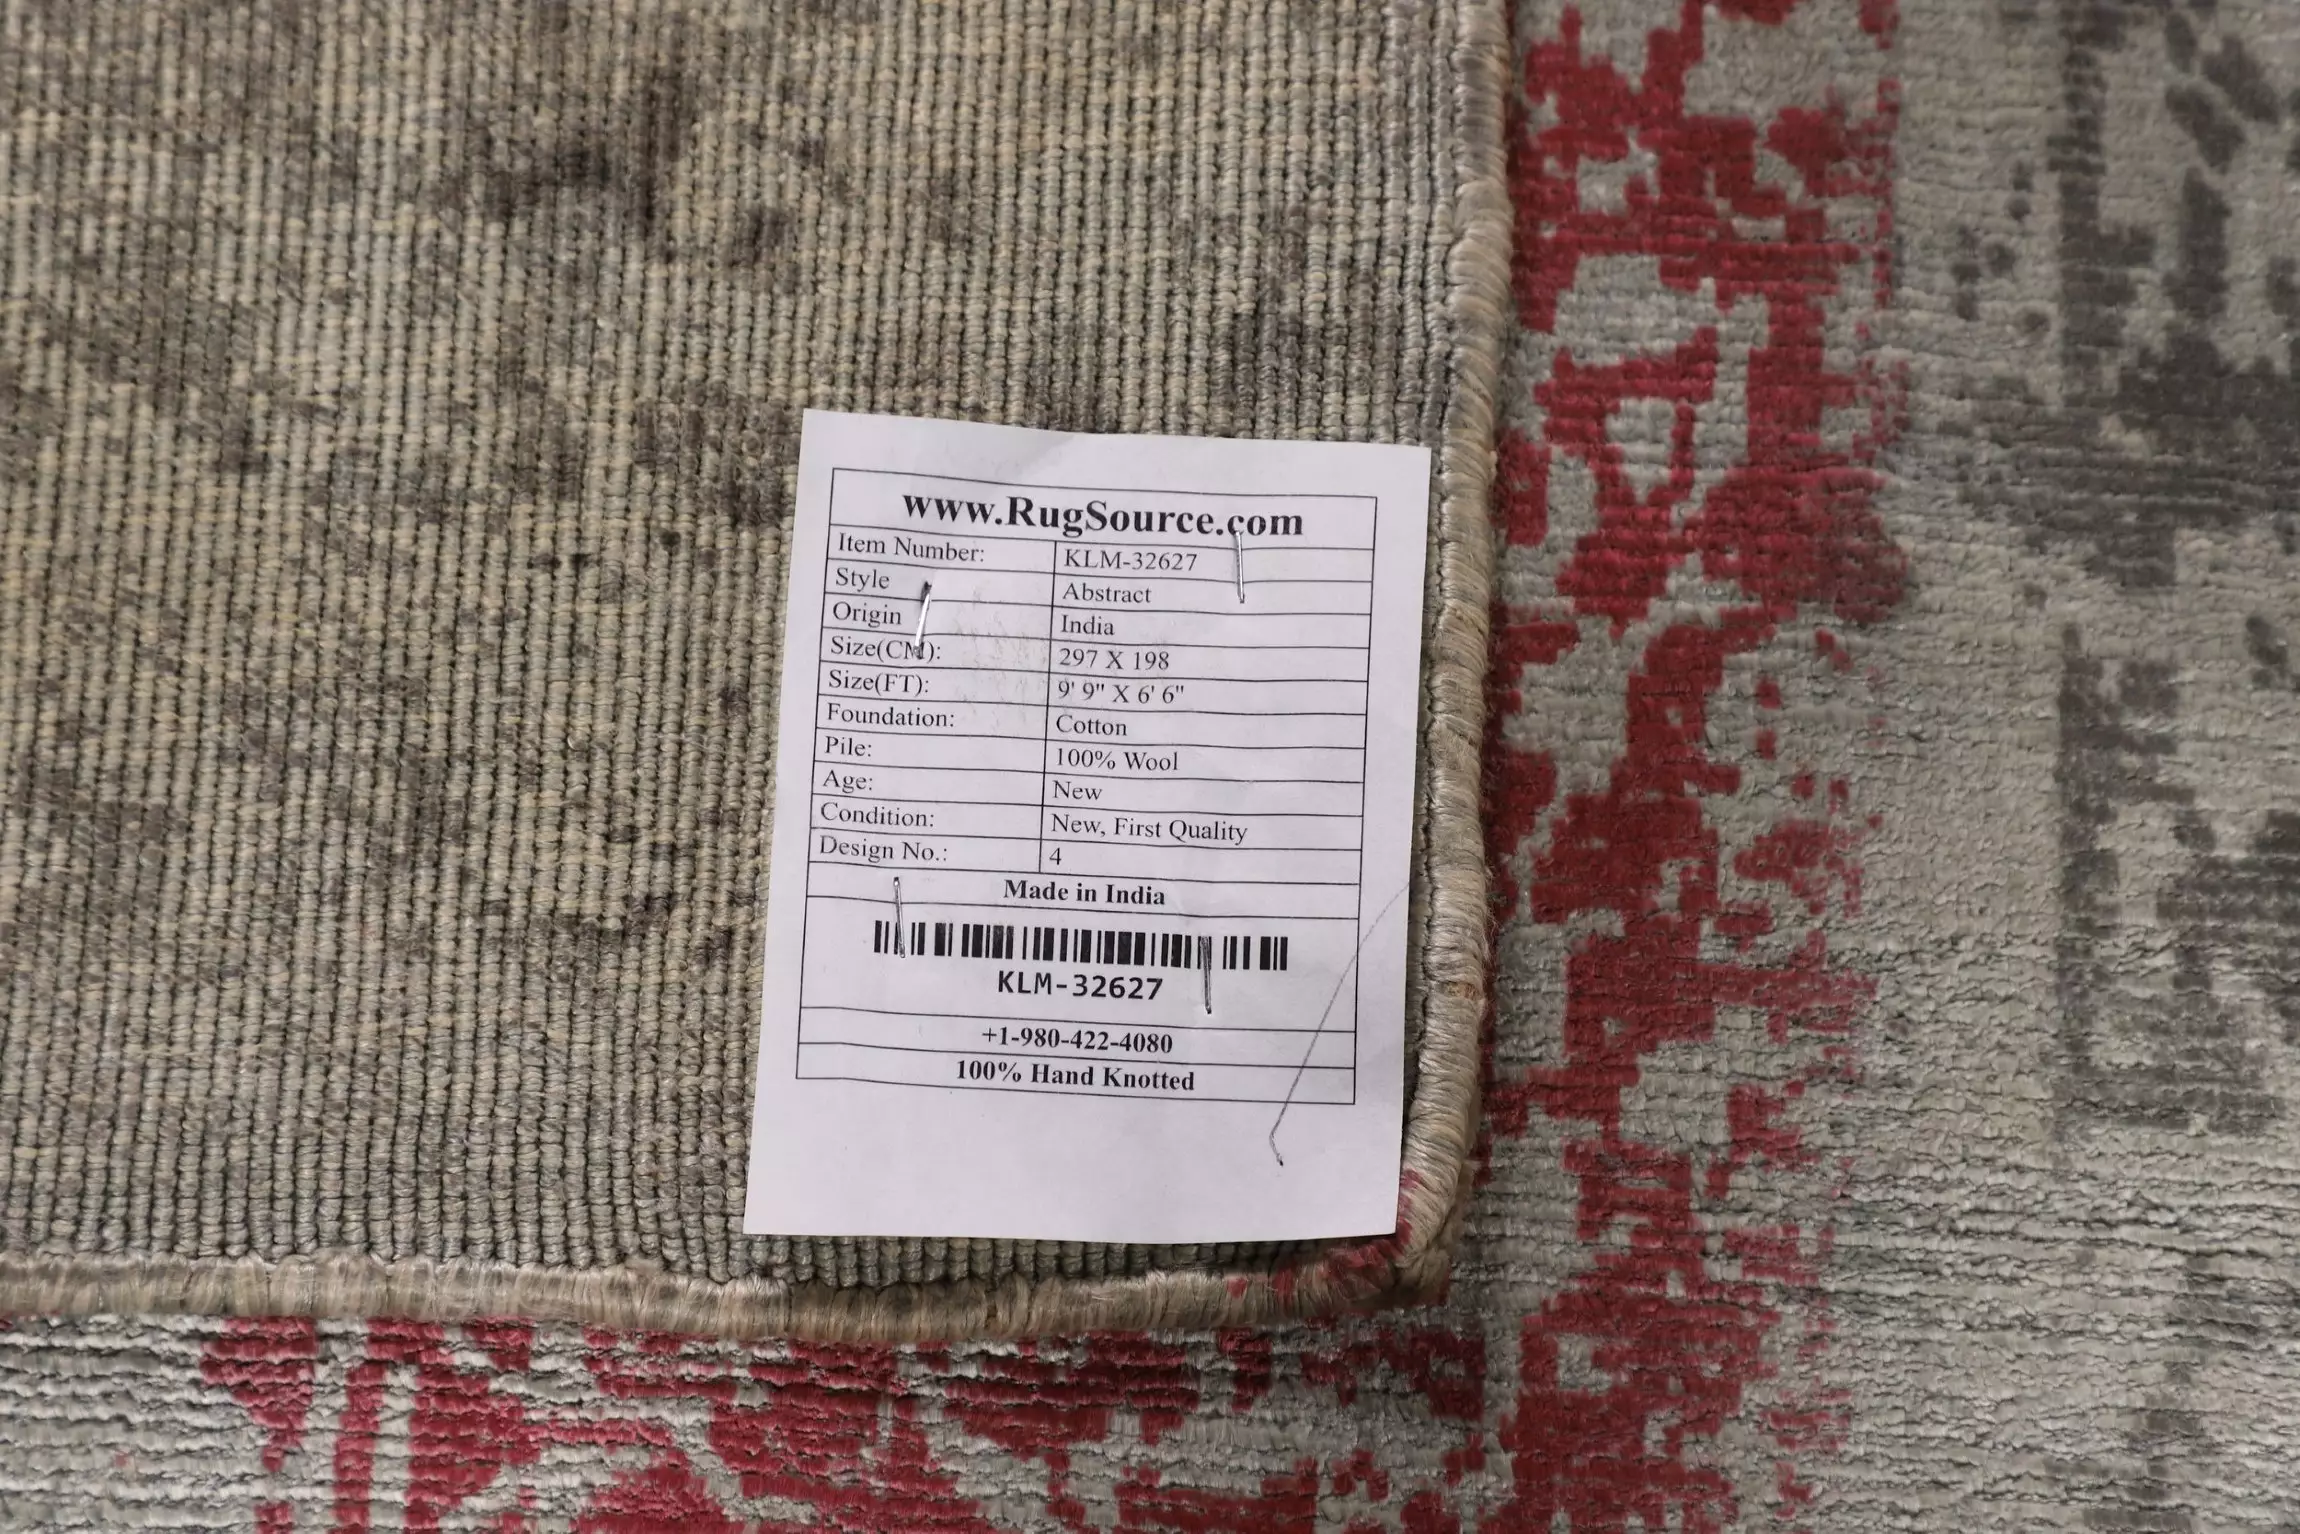 www.RugSource.com
Item Number: KLM-32627
Style Abstract
Origin India
Size(CM): 297 X 198
Size(FT): 9' 9" X 6' 6"
Foundation: Cotton
Pile: 100% Wool
Age: New
Condition: New, First Quality
Design No.: 4
Made in India
KLM-32627
+1-980-422-4080
100% Hand Knotted